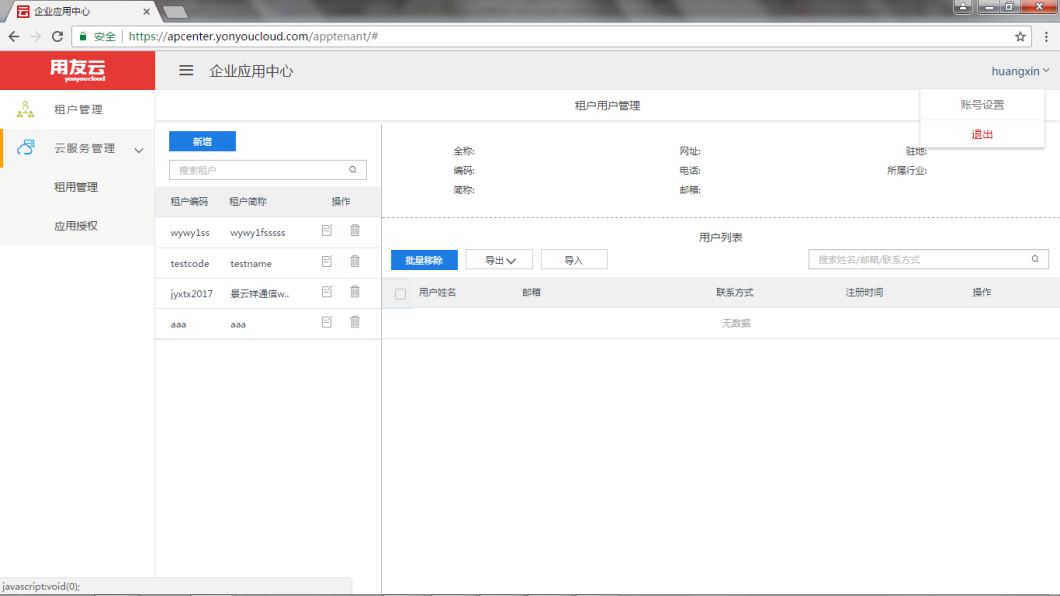 企业应用中心
安全 https://apcenter.yonyoucloud.com/apptenant/#
用友云
yonyoucloud
企业应用中心
huangxin
账号设置
退出
租户管理
云服务管理
租用管理
应用授权
租户用户管理
新增
搜索租户
租户编码 租户简称 操作
wywy1ss wywy1fsssss
testcode testname
jyxtx2017 景云祥通信w..
aaa aaa
全称: 网址: 驻地:
编码: 电话: 所属行业:
简称: 邮箱:
用户列表
批量移除 导出 导入 搜索姓名/邮箱/联系方式
用户姓名 邮箱 联系方式 注册时间 操作
无数据
javascript:void(0);